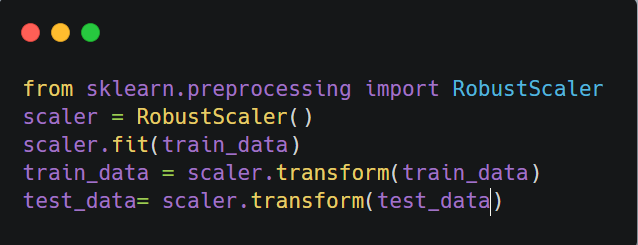 from sklearn.preprocessing import RobustScaler
scaler = RobustScaler()
scaler.fit(train_data)
train_data = scaler.transform(train_data)
test_data= scaler.transform(test_data)